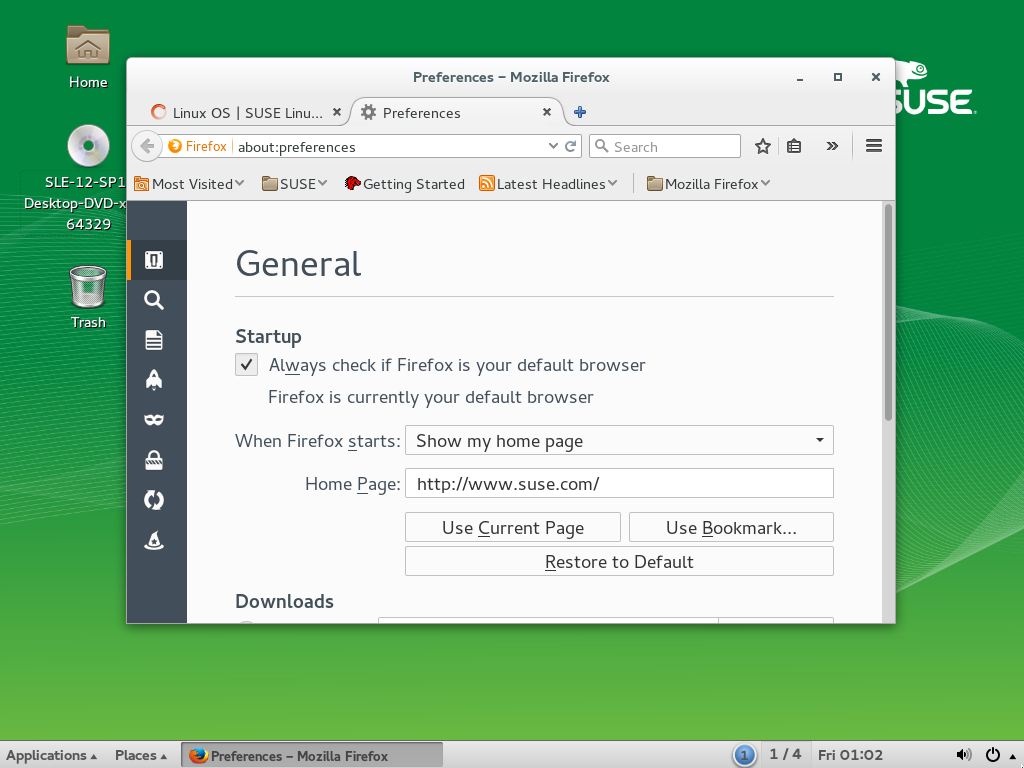 Home
SLE-12-SP1
Desktop-DVD-x
64329
Trash
SUSE
Preferences – Mozilla Firefox
Linux OS | SUSE Linu...
Preferences
Firefox
about:preferences
Search
Most Visited
SUSE
Getting Started
Latest Headlines
Mozilla Firefox
General
Startup
Always check if Firefox is your default browser
Firefox is currently your default browser
When Firefox starts:
Show my home page
Home Page:
http://www.suse.com/
Use Current Page
Use Bookmark...
Restore to Default
Downloads
Applications
Places
Preferences – Mozilla Firefox
1
1 / 4
Fri 01:02